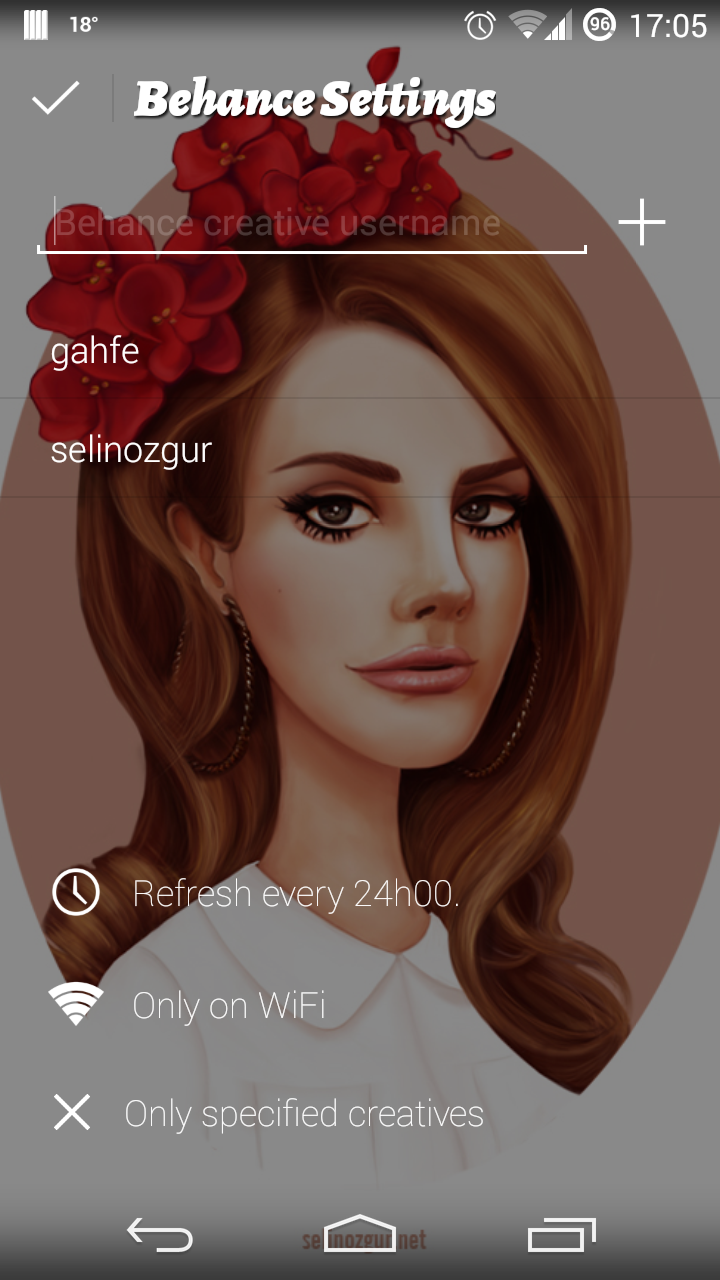 18°
96
17:05
Behance Settings
Behance creative username
gahfe
selinozgur
Refresh every 24h00.
Only on WiFi
Only specified creatives
selinozgur.net